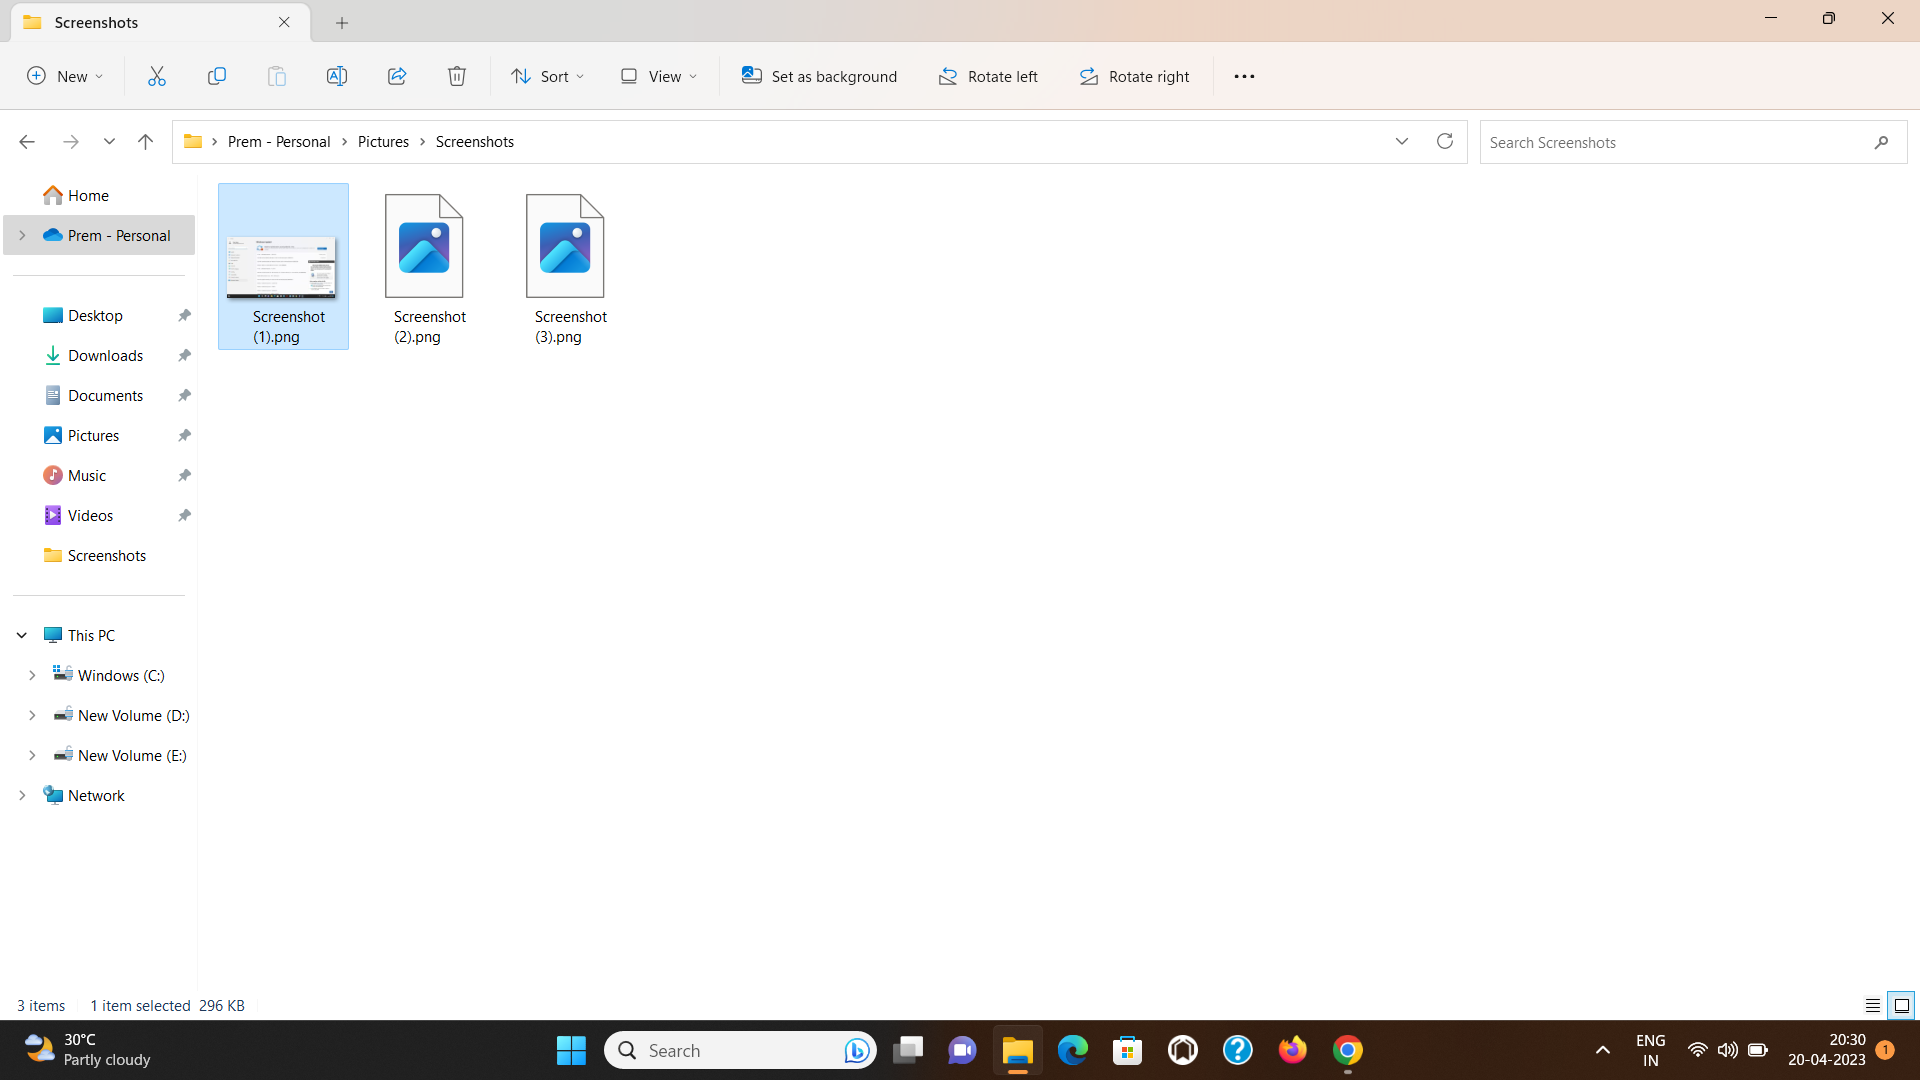 Screenshots
New
Sort
View
Set as background
Rotate left
Rotate right
Prem - Personal
Pictures
Screenshots
Search Screenshots
Home
Prem - Personal
Desktop
Downloads
Documents
Pictures
Music
Videos
Screenshots
This PC
Windows (C:)
New Volume (D:)
New Volume (E:)
Network
Screenshot
(1).png
Screenshot
(2).png
Screenshot
(3).png
3 items
1 item selected 296 KB
30°C
Partly cloudy
Search
ENG
IN
20:30
20-04-2023
1